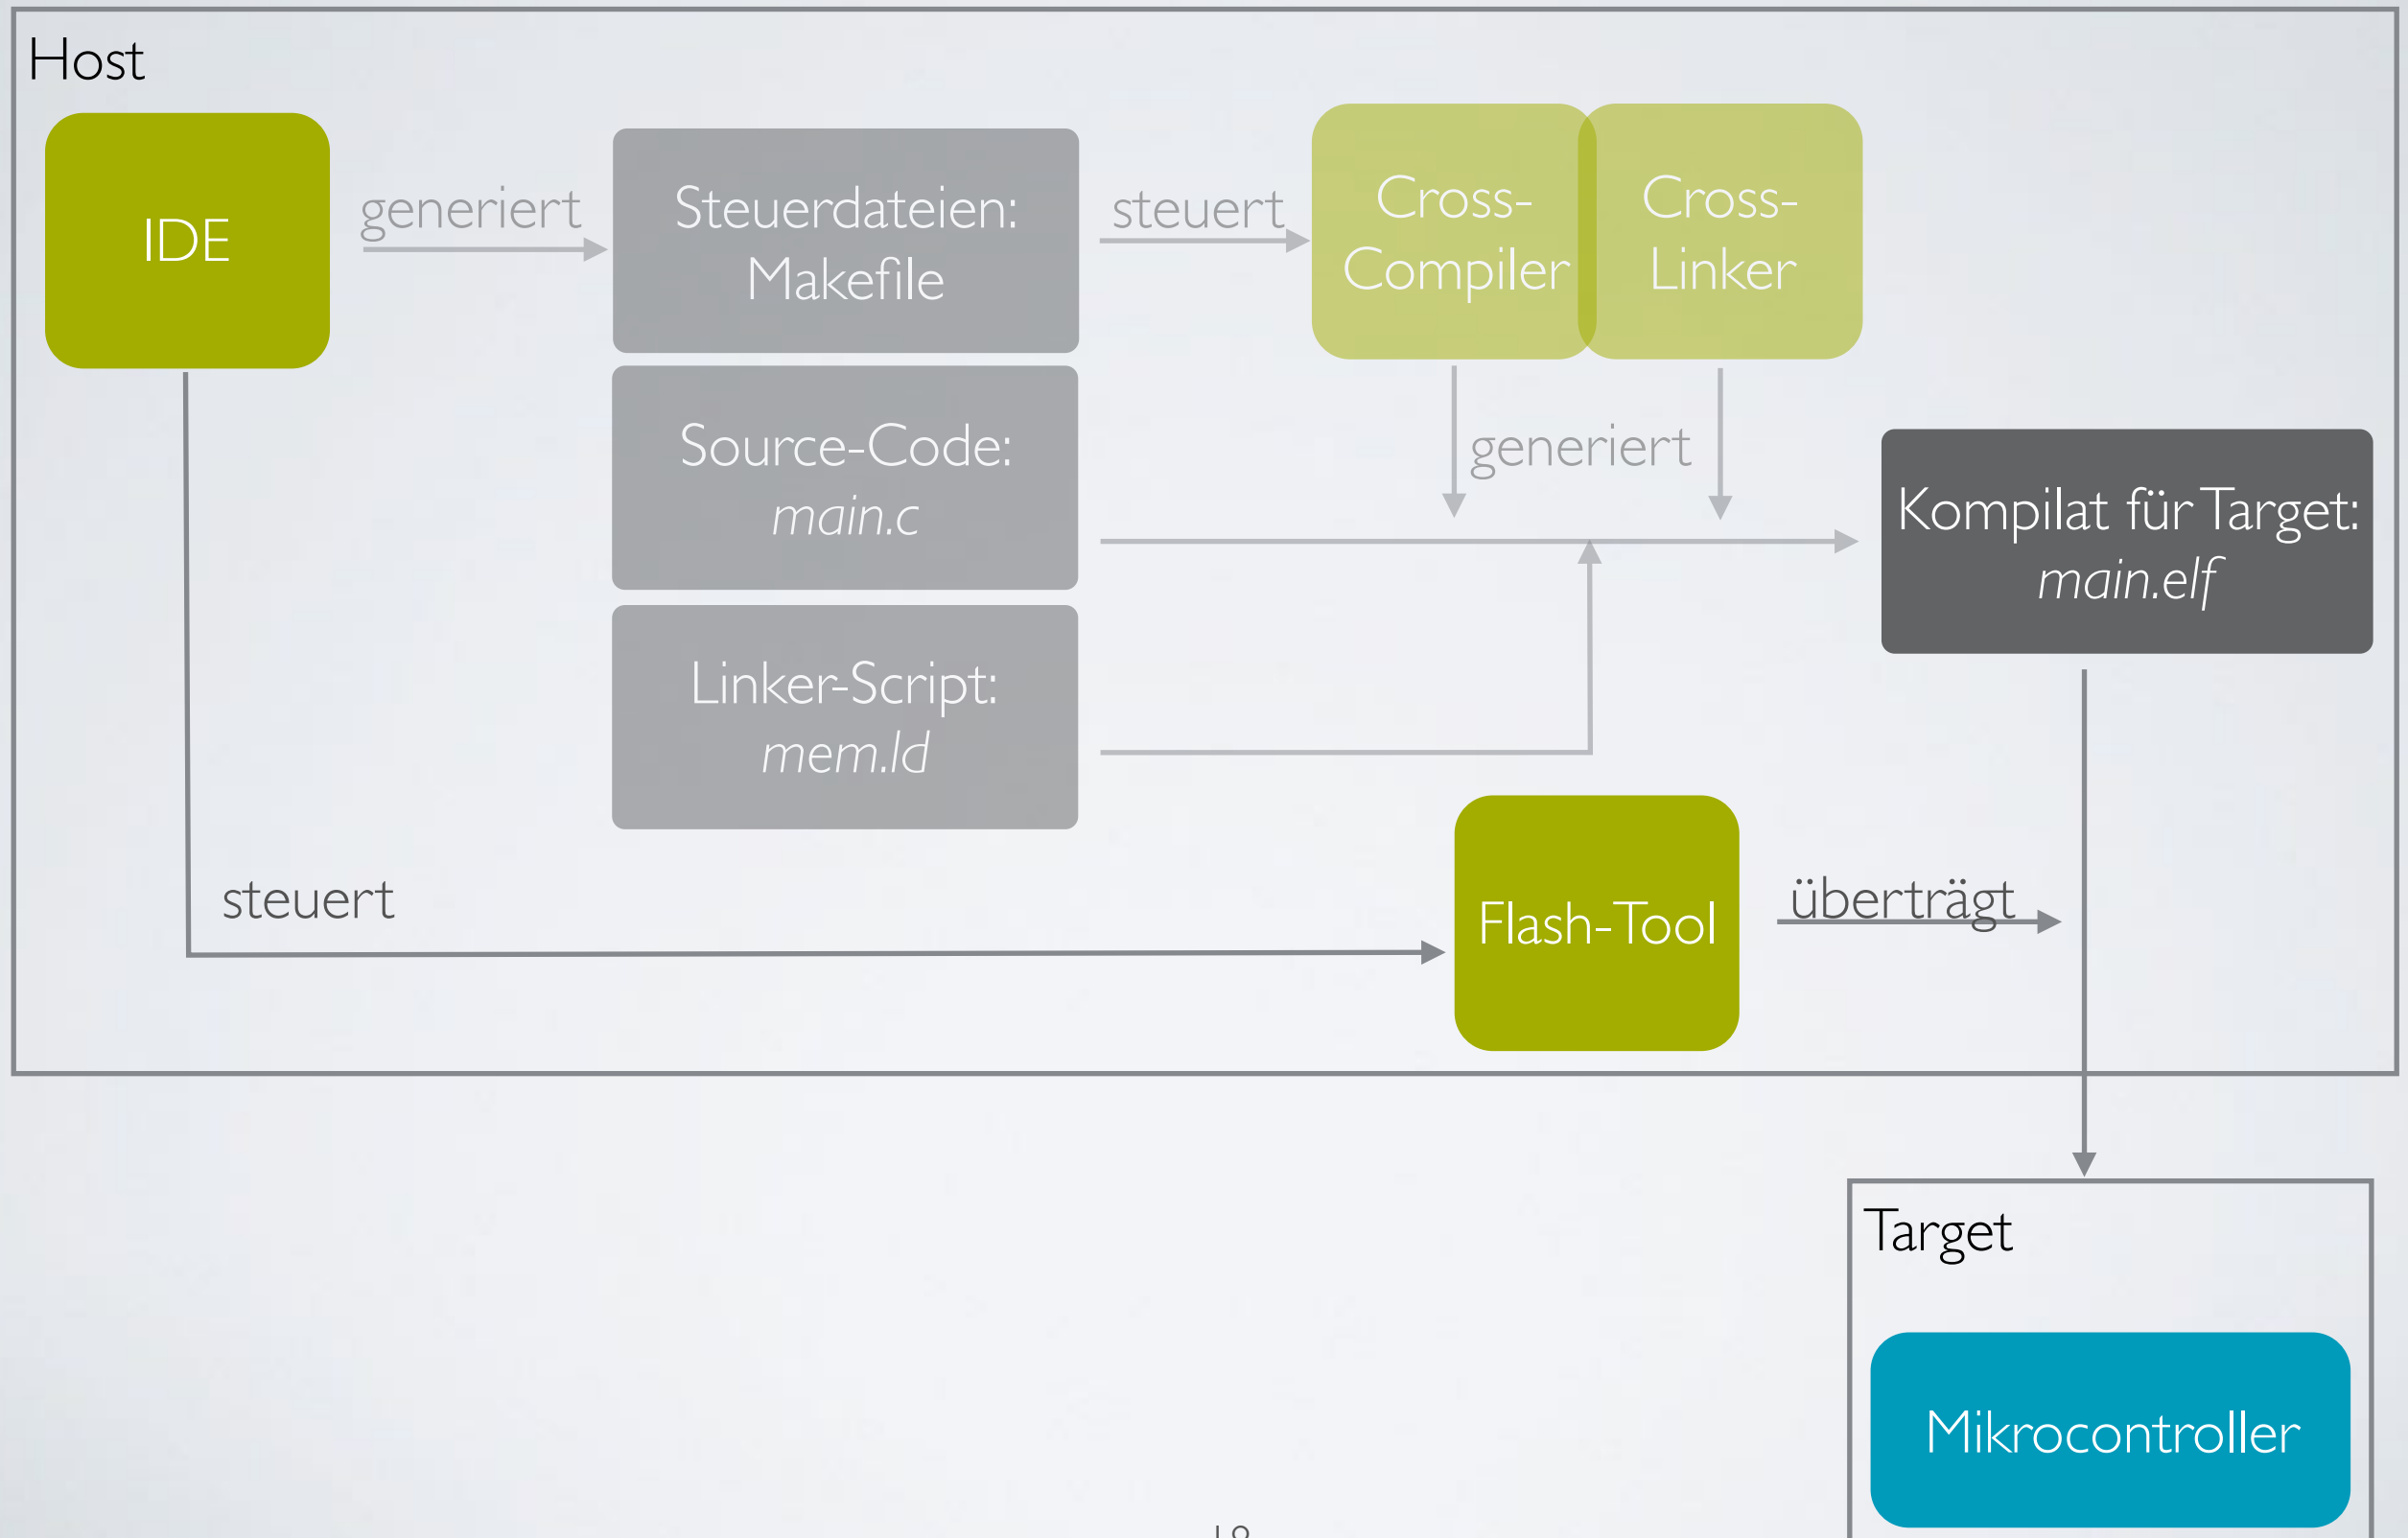 Host
IDE
generiert
Steuerdateien:
Makefile
steuert
Cross-
Compiler
Cross-
Linker
Source-Code:
main.c
generiert
Kompilat für Target:
main.elf
Linker-Script:
mem.ld
steuert
Flash-Tool
überträgt
Target
Mikrocontroller